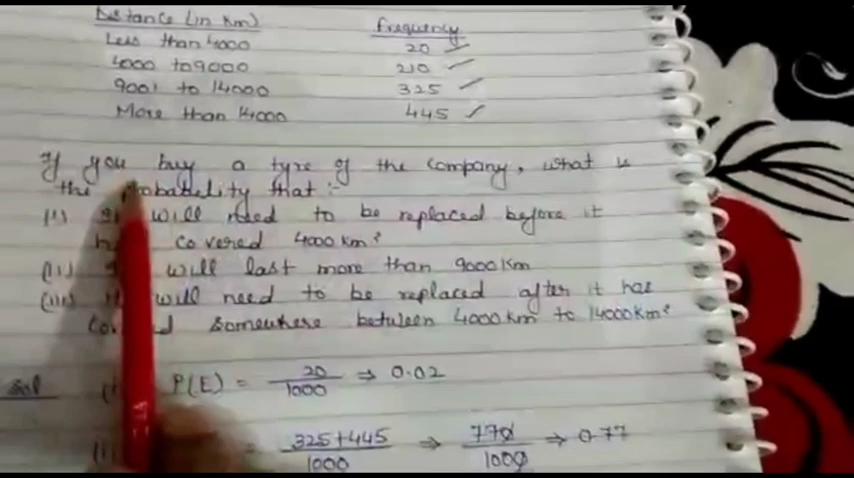 Distance (in Km) Frequency
Less than 4000 20
4000 to 9000 210
9001 to 14000 325
More than 14000 445
If you buy a tyre of the company, what is
the probability that :-
(i) will need to be replaced before it
covered 4000 km?
(ii) will last more than 9000 Km
(iii) will need to be replaced after it has
somewhere between 4000 km to 14000 km?
Sol P(E) = 20/1000 ⇒ 0.02
= 325+445/1000 ⇒ 770/1000 ⇒ 0.77